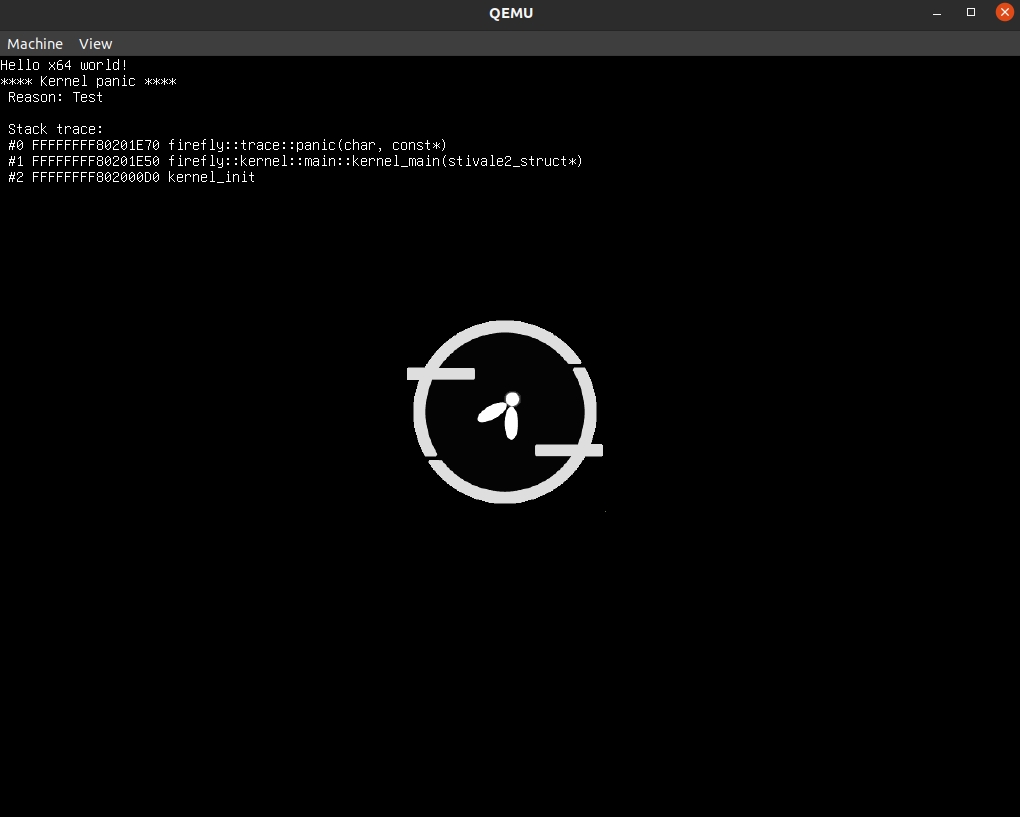 QEMU
Machine View
Hello x64 world!
**** Kernel panic ****
Reason: Test
Stack trace:
#0 FFFFFFFF80201E70 firefly::trace::panic(char, const*)
#1 FFFFFFFF80201E50 firefly::kernel::main::kernel_main(stivale2_struct*)
#2 FFFFFFFF802000D0 kernel_init